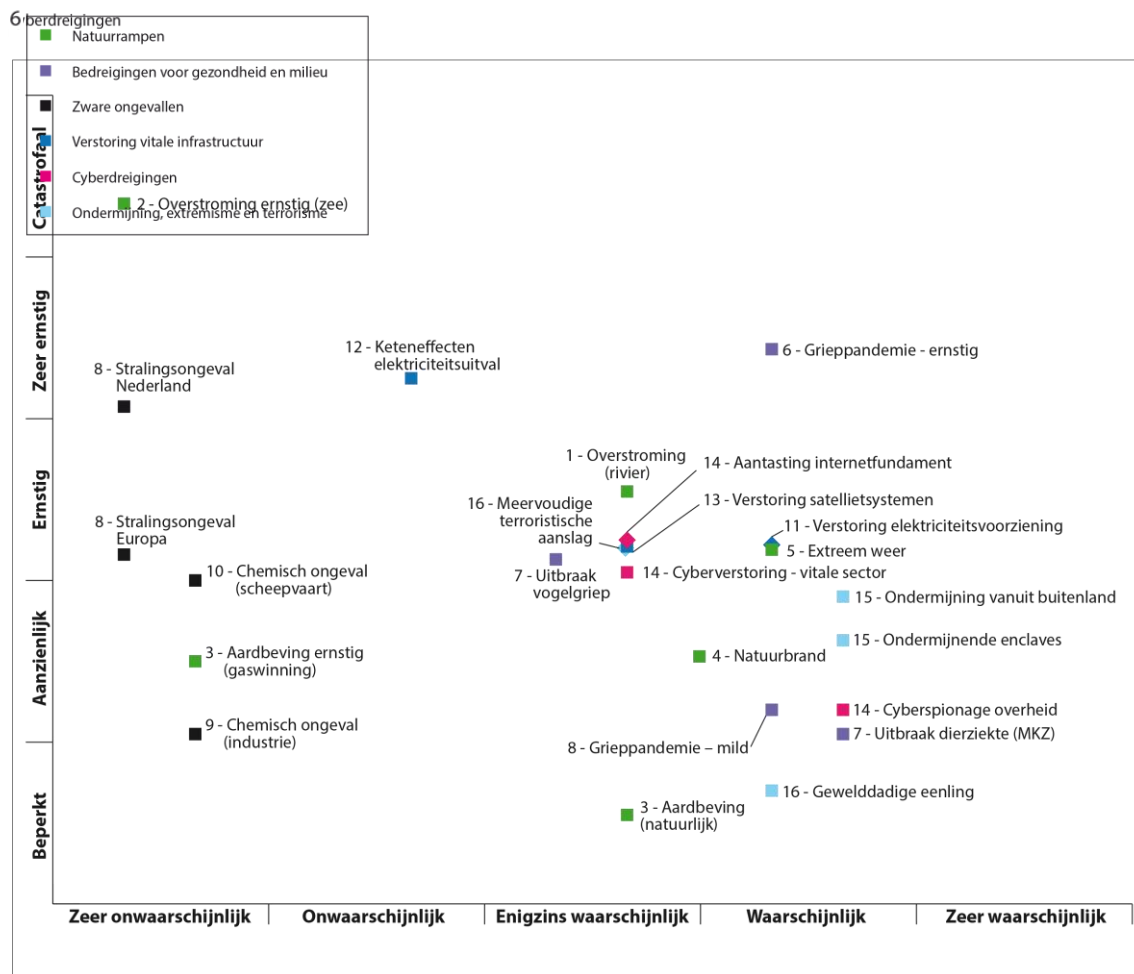 6
berdreigingen
Natuurrampen
Bedreigingen voor gezondheid en milieu
Zware ongevallen
Verstoring vitale infrastructuur
Cyberdreigingen
Ondermijning, extremisme en terrorisme
Catastrofaal
2 - Overstroming ernstig (zee)
Zeer ernstig
12 - Keteneffecten
elektriciteitsuitval
6 - Grieppandemie - ernstig
8 - Stralingsongeval
Nederland
Ernstig
1 - Overstroming
(rivier)
14 - Aantasting internetfundament
16 - Meervoudige
terroristische
aanslag
13 - Verstoring satellietsystemen
8 - Stralingsongeval
Europa
11 - Verstoring elektriciteitsvoorziening
5 - Extreem weer
7 - Uitbraak
vogelgriep
14 - Cyberverstoring - vitale sector
10 - Chemisch ongeval
(scheepvaart)
Aanzienlijk
15 - Ondermijning vanuit buitenland
15 - Ondermijnende enclaves
3 - Aardbeving ernstig
(gaswinning)
4 - Natuurbrand
14 - Cyberspionage overheid
9 - Chemisch ongeval
(industrie)
8 - Grieppandemie – mild
7 - Uitbraak dierziekte (MKZ)
Beperkt
16 - Gewelddadige eenling
3 - Aardbeving
(natuurlijk)
Zeer onwaarschijnlijk
Onwaarschijnlijk
Enigzins waarschijnlijk
Waarschijnlijk
Zeer waarschijnlijk